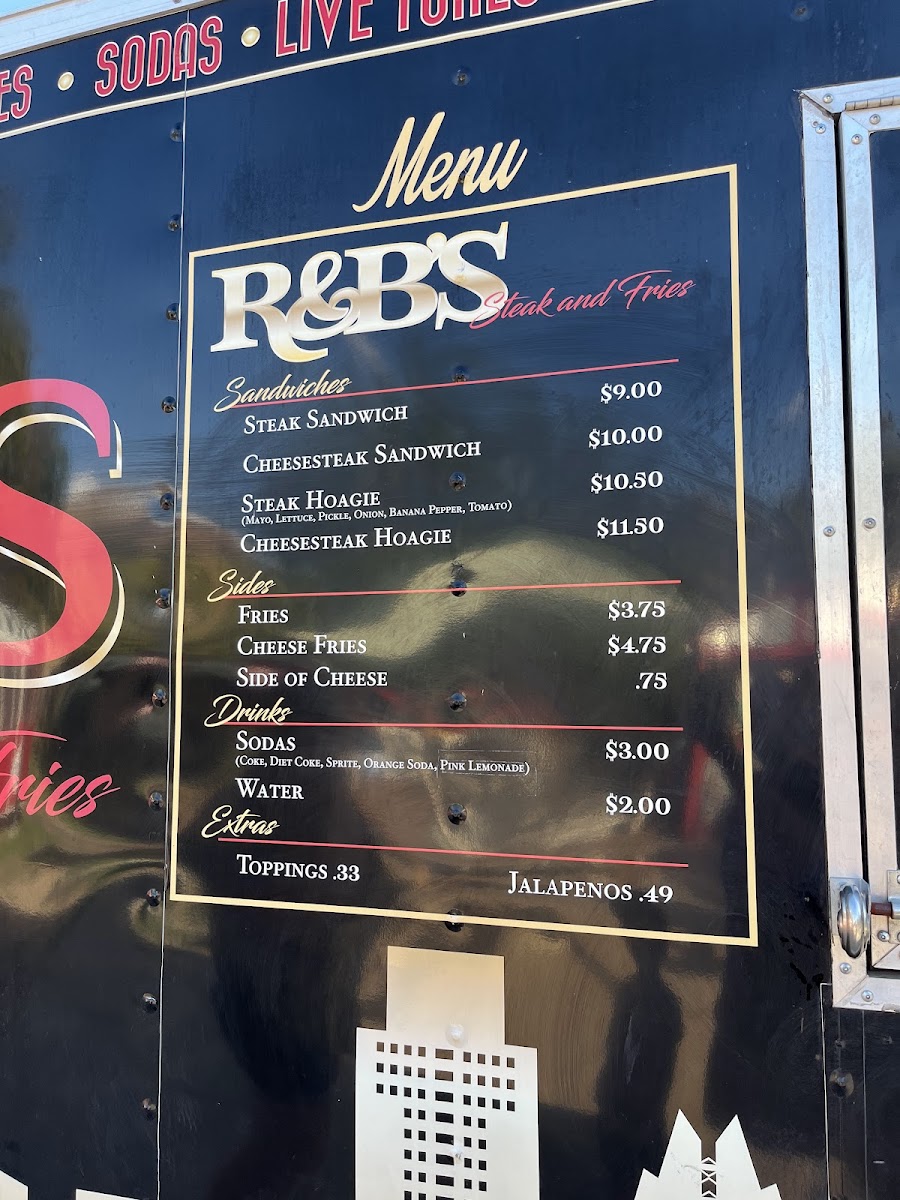 ES • SODAS • LIVE TUNES
Menu
R&B'S
Steak and Fries
Sandwiches
STEAK SANDWICH $9.00
CHEESESTEAK SANDWICH $10.00
STEAK HOAGIE $10.50
(MAYO, LETTUCE, PICKLE, ONION, BANANA PEPPER, TOMATO)
CHEESESTEAK HOAGIE $11.50
Sides
FRIES $3.75
CHEESE FRIES $4.75
SIDE OF CHEESE .75
Drinks
SODAS $3.00
(COKE, DIET COKE, SPRITE, ORANGE SODA, PINK LEMONADE)
WATER $2.00
Extras
TOPPINGS .33 JALAPENOS .49
S
Fries